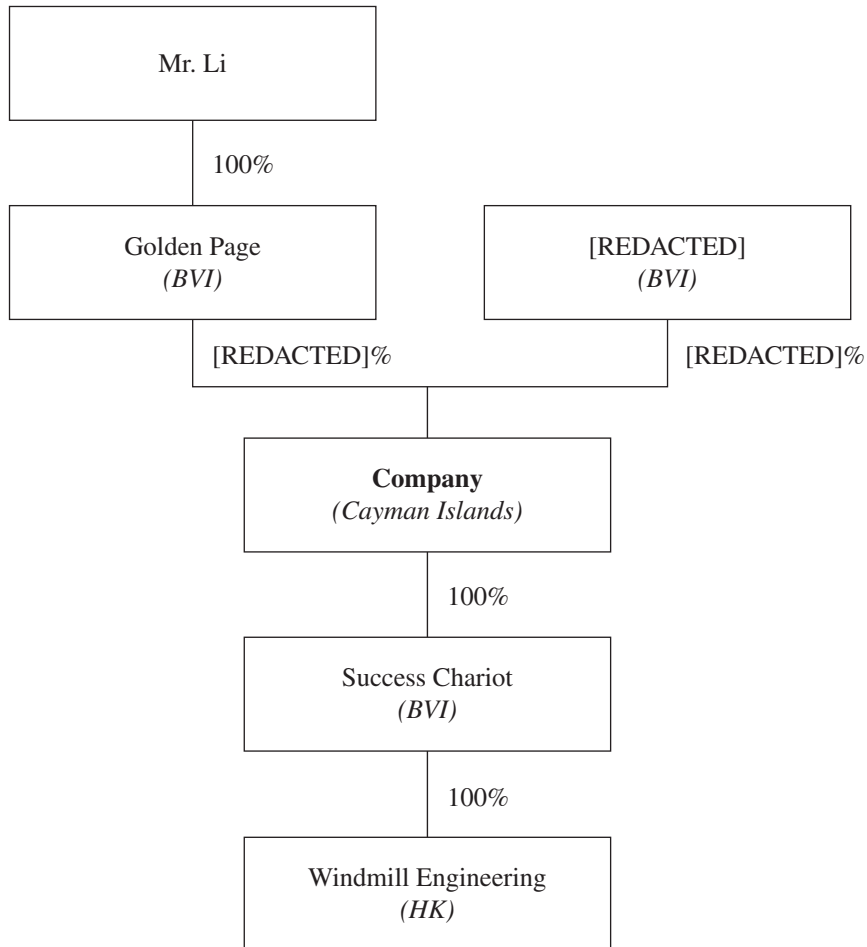 Mr. Li
100%
Golden Page
(BVI)
[REDACTED]
(BVI)
[REDACTED]%
[REDACTED]%
Company
(Cayman Islands)
100%
Success Chariot
(BVI)
100%
Windmill Engineering
(HK)